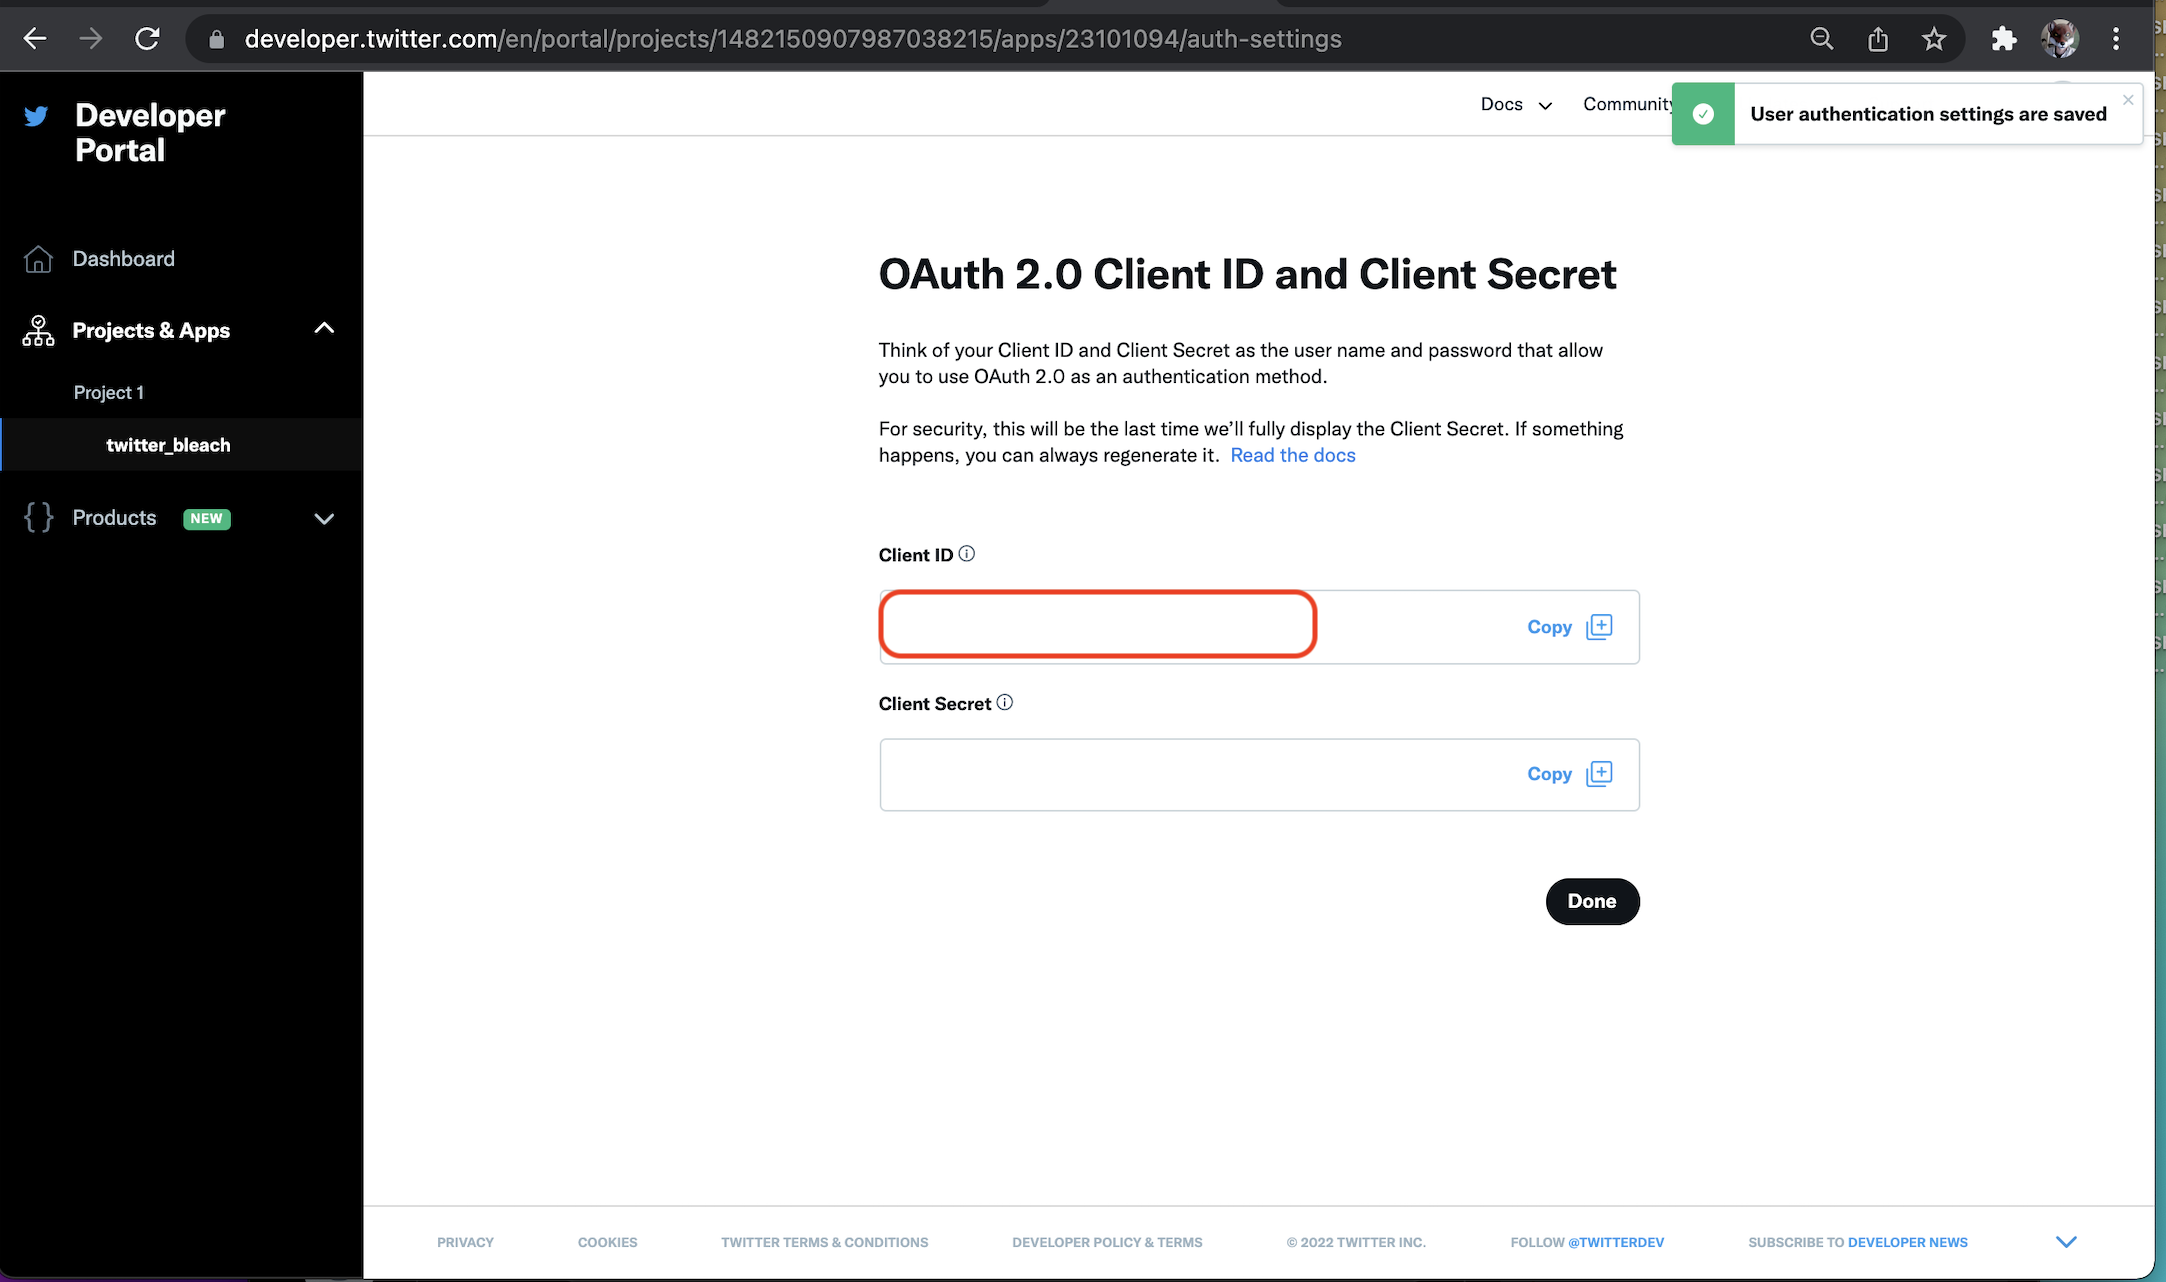 developer.twitter.com/en/portal/projects/1482150907987038215/apps/23101094/auth-settings
Developer
Portal
Docs
Community
User authentication settings are saved
Dashboard
Projects & Apps
Project 1
twitter_bleach
Products NEW
OAuth 2.0 Client ID and Client Secret
Think of your Client ID and Client Secret as the user name and password that allow
you to use OAuth 2.0 as an authentication method.
For security, this will be the last time we’ll fully display the Client Secret. If something
happens, you can always regenerate it. Read the docs
Client ID
Copy
Client Secret
Copy
Done
PRIVACY COOKIES TWITTER TERMS & CONDITIONS DEVELOPER POLICY & TERMS © 2022 TWITTER INC. FOLLOW @TWITTERDEV SUBSCRIBE TO DEVELOPER NEWS